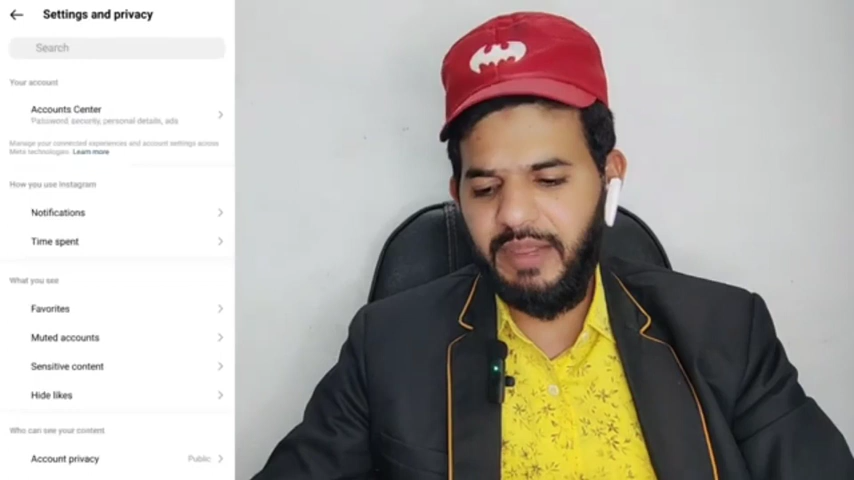 Settings and privacy
Search
Your account
Accounts Center
Password, security, personal details, ads
Manage your connected experiences and account settings across
Meta technologies. Learn more
How you use Instagram
Notifications
Time spent
What you see
Favorites
Muted accounts
Sensitive content
Hide likes
Who can see your content
Account privacy
Public